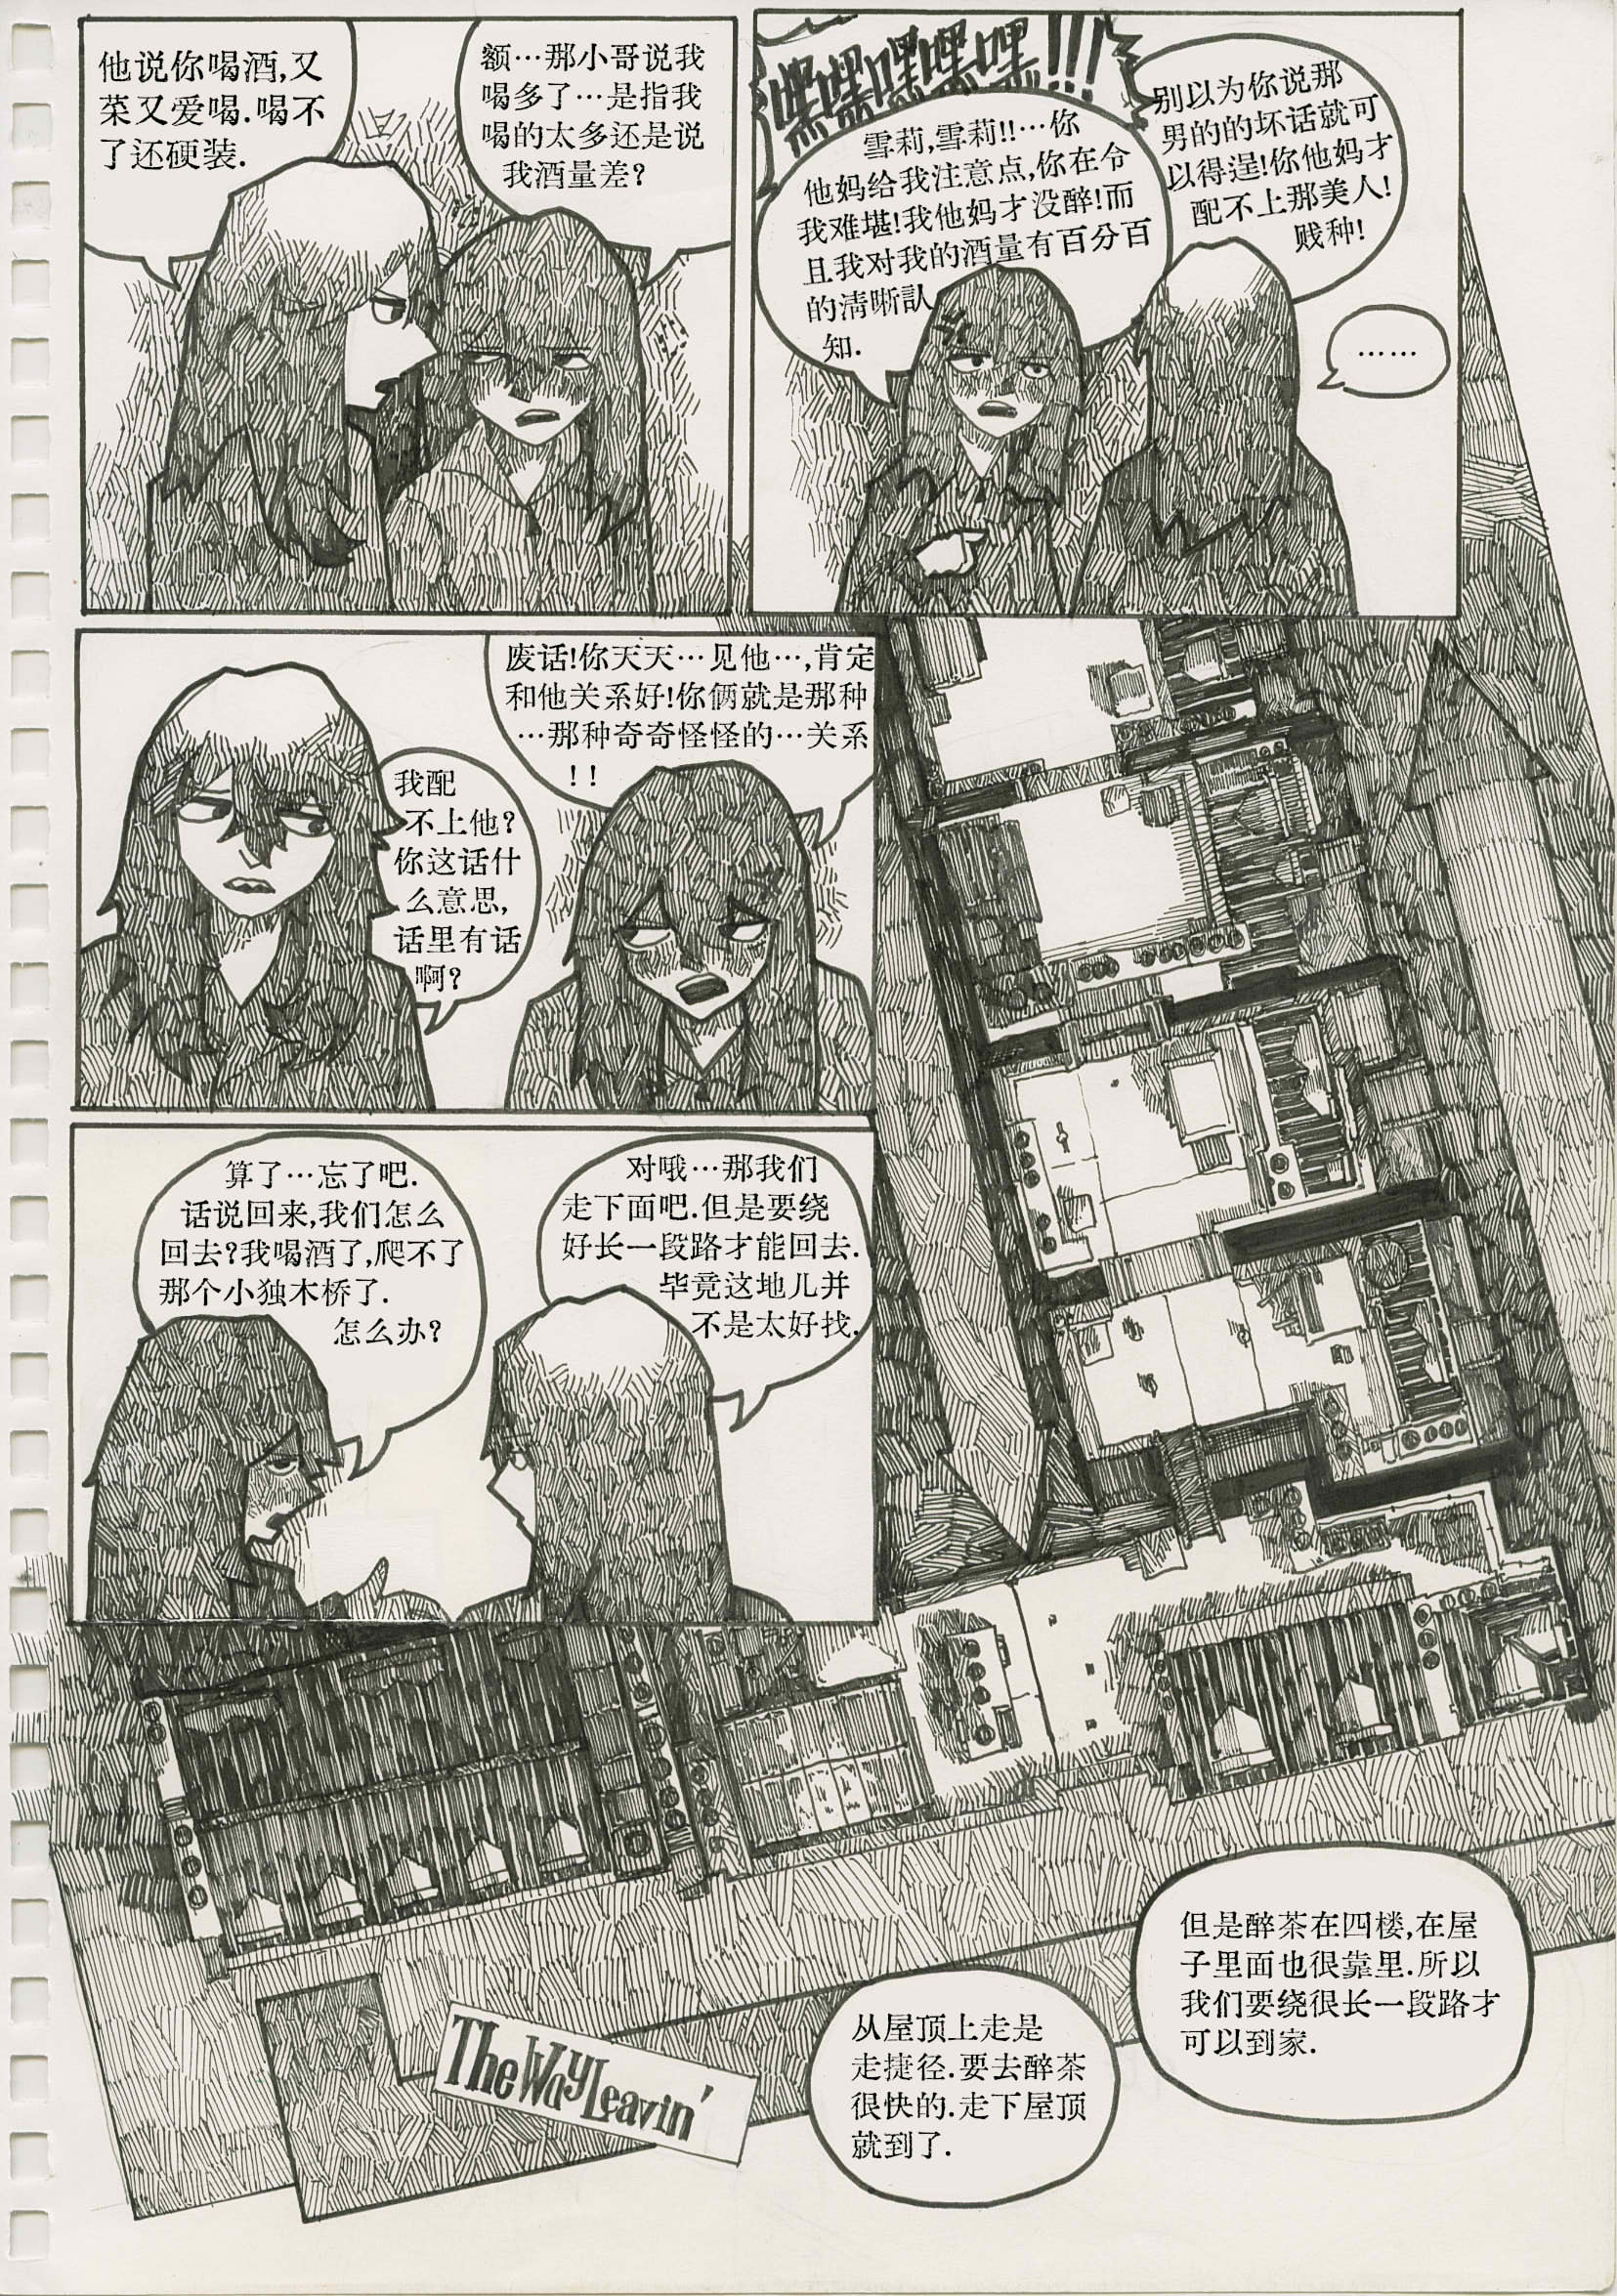 他说你喝酒,又
菜又爱喝.喝不
了还硬装.
额…那小哥说我
喝多了…是指我
喝的太多还是说
我酒量差?
嘿嘿嘿嘿嘿!!!
雪莉,雪莉!!…你
他妈给我注意点,你在令
我难堪!我他妈才没醉!而
且我对我的酒量有百分百
的清晰認
知.
别以为你说那
男的的坏话就可
以得逞!你他妈才
配不上那美人!
贱种!
……
我配
不上他?
你这话什
么意思,
话里有话
啊?
废话!你天天…见他…,肯定
和他关系好!你俩就是那种
…那种奇奇怪怪的…关系
!!
算了…忘了吧.
话说回来,我们怎么
回去?我喝酒了,爬不了
那个小独木桥了.
怎么办?
对哦…那我们
走下面吧.但是要绕
好长一段路才能回去.
毕竟这地儿并
不是太好找.
但是醉茶在四楼,在屋
子里面也很靠里.所以
我们要绕很长一段路才
可以到家.
从屋顶上走是
走捷径.要去醉茶
很快的.走下屋顶
就到了.
The Way Leavin'